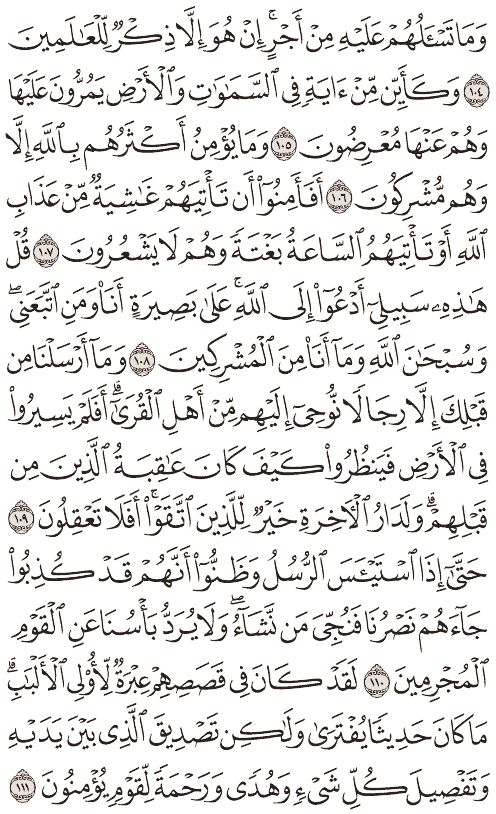 وَمَا تَسْـَٔلُهُمْ عَلَيْهِ مِنْ أَجْرٍ ۚ إِنْ هُوَ إِلَّا ذِكْرٌ لِّلْعَـٰلَمِينَ
١٠٤ وَكَأَيِّن مِّنْ ءَايَةٍ فِى ٱلسَّمَـٰوَٰتِ وَٱلْأَرْضِ يَمُرُّونَ عَلَيْهَا
وَهُمْ عَنْهَا مُعْرِضُونَ ١٠٥ وَمَا يُؤْمِنُ أَكْثَرُهُم بِٱللَّهِ إِلَّا
وَهُم مُّشْرِكُونَ ١٠٦ أَفَأَمِنُوٓا۟ أَن تَأْتِيَهُمْ غَـٰشِيَةٌ مِّنْ عَذَابِ
ٱللَّهِ أَوْ تَأْتِيَهُمُ ٱلسَّاعَةُ بَغْتَةً وَهُمْ لَا يَشْعُرُونَ ١٠٧ قُلْ
هَـٰذِهِۦ سَبِيلِىٓ أَدْعُوٓا۟ إِلَى ٱللَّهِ ۚ عَلَىٰ بَصِيرَةٍ أَنَا۠ وَمَنِ ٱتَّبَعَنِى ۖ
وَسُبْحَـٰنَ ٱللَّهِ وَمَآ أَنَا۠ مِنَ ٱلْمُشْرِكِينَ ١٠٨ وَمَآ أَرْسَلْنَا مِن
قَبْلِكَ إِلَّا رِجَالًا نُّوحِىٓ إِلَيْهِم مِّنْ أَهْلِ ٱلْقُرَىٰٓ ۗ أَفَلَمْ يَسِيرُوا۟
فِى ٱلْأَرْضِ فَيَنظُرُوا۟ كَيْفَ كَانَ عَـٰقِبَةُ ٱلَّذِينَ مِن
قَبْلِهِمْ ۗ وَلَدَارُ ٱلْـَٔاخِرَةِ خَيْرٌ لِّلَّذِينَ ٱتَّقَوْا۟ ۗ أَفَلَا تَعْقِلُونَ ١٠٩
حَتَّىٰٓ إِذَا ٱسْتَيْـَٔسَ ٱلرُّسُلُ وَظَنُّوٓا۟ أَنَّهُمْ قَدْ كُذِبُوا۟
جَآءَهُمْ نَصْرُنَا فَنُجِّىَ مَن نَّشَآءُ ۖ وَلَا يُرَدُّ بَأْسُنَا عَنِ ٱلْقَوْمِ
ٱلْمُجْرِمِينَ ١١٠ لَقَدْ كَانَ فِى قَصَصِهِمْ عِبْرَةٌ لِّأُو۟لِى ٱلْأَلْبَـٰبِ ۗ
مَا كَانَ حَدِيثًا يُفْتَرَىٰ وَلَـٰكِن تَصْدِيقَ ٱلَّذِى بَيْنَ يَدَيْهِ
وَتَفْصِيلَ كُلِّ شَىْءٍ وَهُدًى وَرَحْمَةً لِّقَوْمٍ يُؤْمِنُونَ ١١١